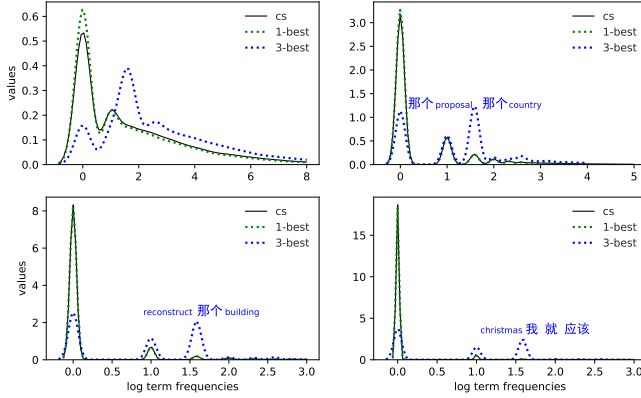 cs
1-best
3-best
values
0.6
0.5
0.4
0.3
0.2
0.1
0.0
0 2 4 6 8
cs
1-best
3-best
那个 proposal 那个 country
3.0
2.5
2.0
1.5
1.0
0.5
0.0
0 1 2 3 4 5
cs
1-best
3-best
reconstruct 那个 building
values
8
6
4
2
0
0.0 0.5 1.0 1.5 2.0 2.5 3.0
log term frequencies
cs
1-best
3-best
christmas 我 就 应该
15
10
5
0
0.0 0.5 1.0 1.5 2.0 2.5 3.0
log term frequencies